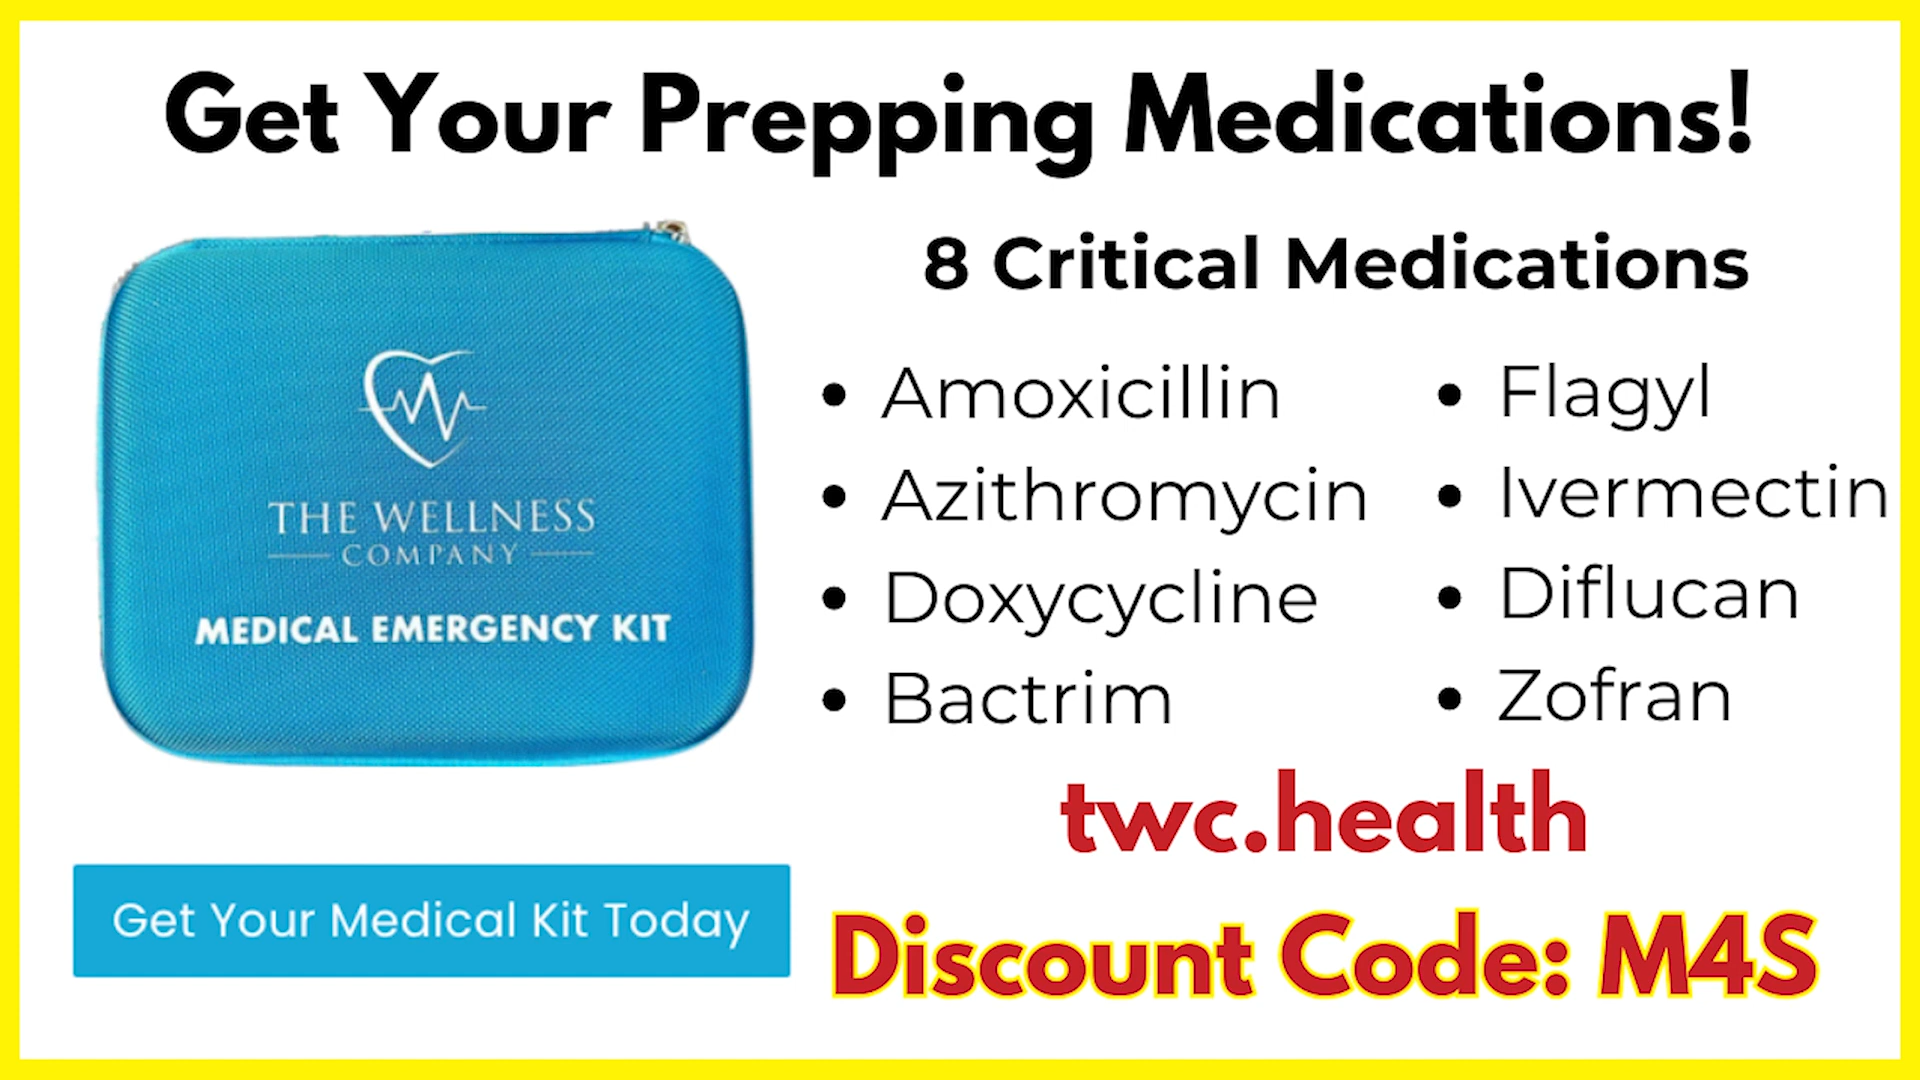 Get Your Prepping Medications!
THE WELLNESS
COMPANY
MEDICAL EMERGENCY KIT
Get Your Medical Kit Today
8 Critical Medications
• Amoxicillin
• Azithromycin
• Doxycycline
• Bactrim
• Flagyl
• Ivermectin
• Diflucan
• Zofran
twc.health
Discount Code: M4S